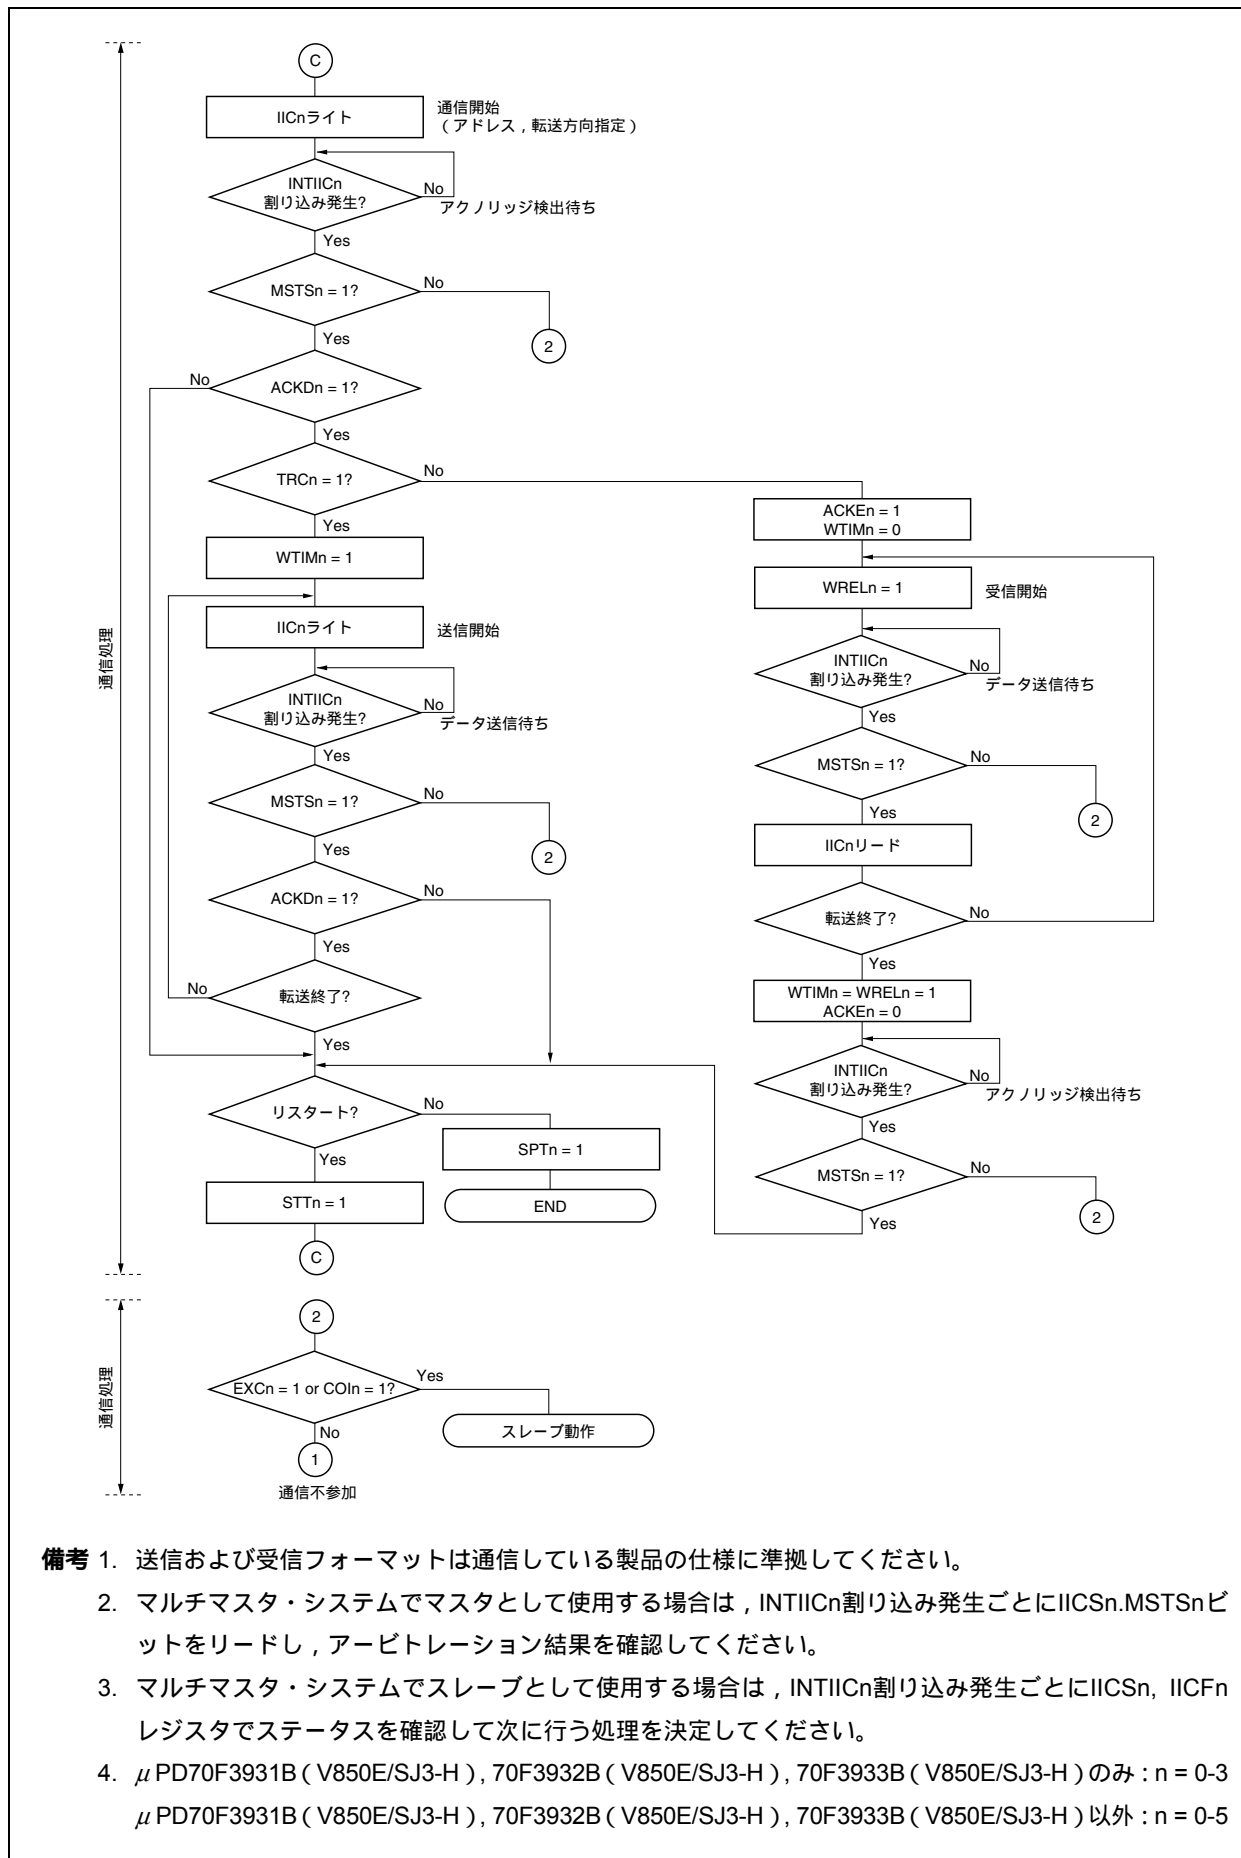 C
IICnライト
通信開始
（アドレス，転送方向指定）
INTIICn
割り込み発生?
No
アクノリッジ検出待ち
Yes
MSTSn = 1?
No
2
Yes
ACKDn = 1?
No
Yes
TRCn = 1?
No
Yes
WTIMn = 1
IICnライト
送信開始
INTIICn
割り込み発生?
No
データ送信待ち
Yes
MSTSn = 1?
No
2
Yes
ACKDn = 1?
No
Yes
転送終了?
No
Yes
リスタート?
No
Yes
SPTn = 1
END
STTn = 1
C
ACKEn = 1
WTIMn = 0
WRELn = 1
受信開始
INTIICn
割り込み発生?
No
データ送信待ち
Yes
MSTSn = 1?
No
2
Yes
IICnリード
転送終了?
No
Yes
WTIMn = WRELn = 1
ACKEn = 0
INTIICn
割り込み発生?
No
アクノリッジ検出待ち
Yes
MSTSn = 1?
No
2
Yes
通信処理
2
EXCn = 1 or COIn = 1?
Yes
スレーブ動作
No
1
通信不参加
通信処理
備考 1. 送信および受信フォーマットは通信している製品の仕様に準拠してください。
2. マルチマスタ・システムでマスタとして使用する場合は，INTIICn割り込み発生ごとにIICSn.MSTSnビ
ットをリードし，アービトレーション結果を確認してください。
3. マルチマスタ・システムでスレーブとして使用する場合は，INTIICn割り込み発生ごとにIICSn, IICFn
レジスタでステータスを確認して次に行う処理を決定してください。
4. μPD70F3931B（V850E/SJ3-H）, 70F3932B（V850E/SJ3-H）, 70F3933B（V850E/SJ3-H）のみ：n = 0-3
μPD70F3931B（V850E/SJ3-H）, 70F3932B（V850E/SJ3-H）, 70F3933B（V850E/SJ3-H）以外：n = 0-5